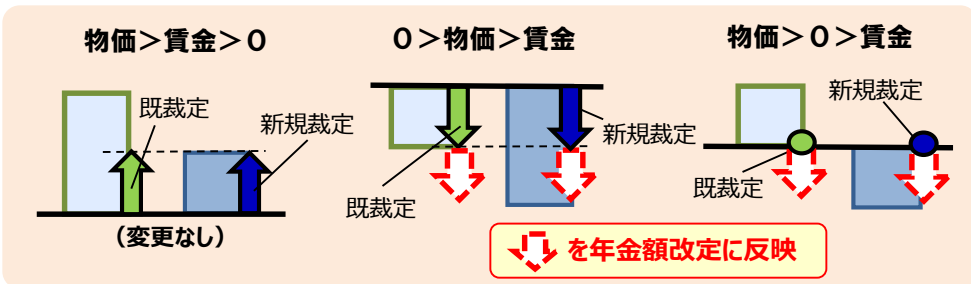 物価＞賃金＞０
既裁定
新規裁定
（変更なし）
０＞物価＞賃金
新規裁定
既裁定
物価＞０＞賃金
新規裁定
既裁定
を年金額改定に反映